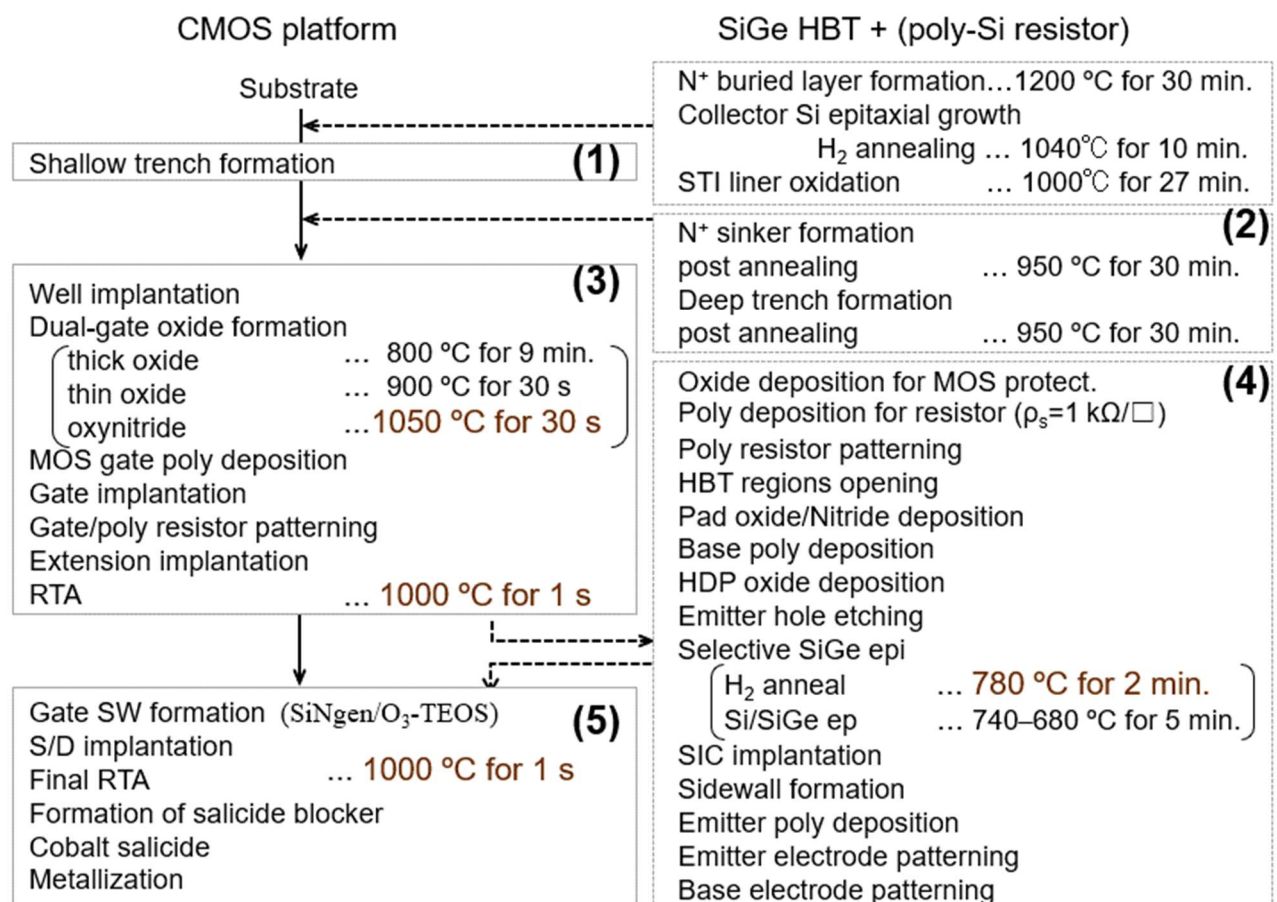 CMOS platform
SiGe HBT + (poly-Si resistor)
Substrate
Shallow trench formation (1)
Well implantation (3)
Dual-gate oxide formation
thick oxide … 800 ºC for 9 min.
thin oxide … 900 ºC for 30 s
oxynitride …1050 ºC for 30 s
MOS gate poly deposition
Gate implantation
Gate/poly resistor patterning
Extension implantation
RTA … 1000 ºC for 1 s
Gate SW formation (SiNgen/O₃-TEOS) (5)
S/D implantation
Final RTA … 1000 ºC for 1 s
Formation of salicide blocker
Cobalt salicide
Metallization
N⁺ buried layer formation…1200 ºC for 30 min.
Collector Si epitaxial growth
H₂ annealing … 1040℃ for 10 min.
STI liner oxidation … 1000℃ for 27 min.
(2)
N⁺ sinker formation
post annealing … 950 ºC for 30 min.
Deep trench formation
post annealing … 950 ºC for 30 min.
Oxide deposition for MOS protect. (4)
Poly deposition for resistor (ρₛ=1 kΩ/□)
Poly resistor patterning
HBT regions opening
Pad oxide/Nitride deposition
Base poly deposition
HDP oxide deposition
Emitter hole etching
Selective SiGe epi
H₂ anneal … 780 ºC for 2 min.
Si/SiGe ep … 740–680 ºC for 5 min.
SIC implantation
Sidewall formation
Emitter poly deposition
Emitter electrode patterning
Base electrode patterning